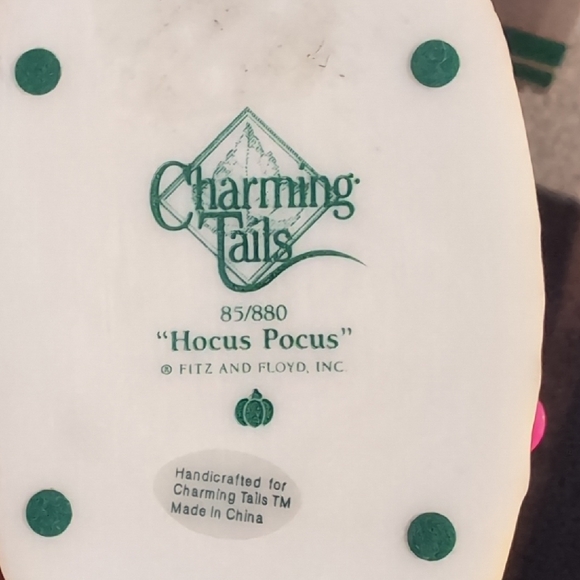 Charming
Tails
85/880
“Hocus Pocus”
® FITZ AND FLOYD, INC.
Handicrafted for
Charming Tails TM
Made in China